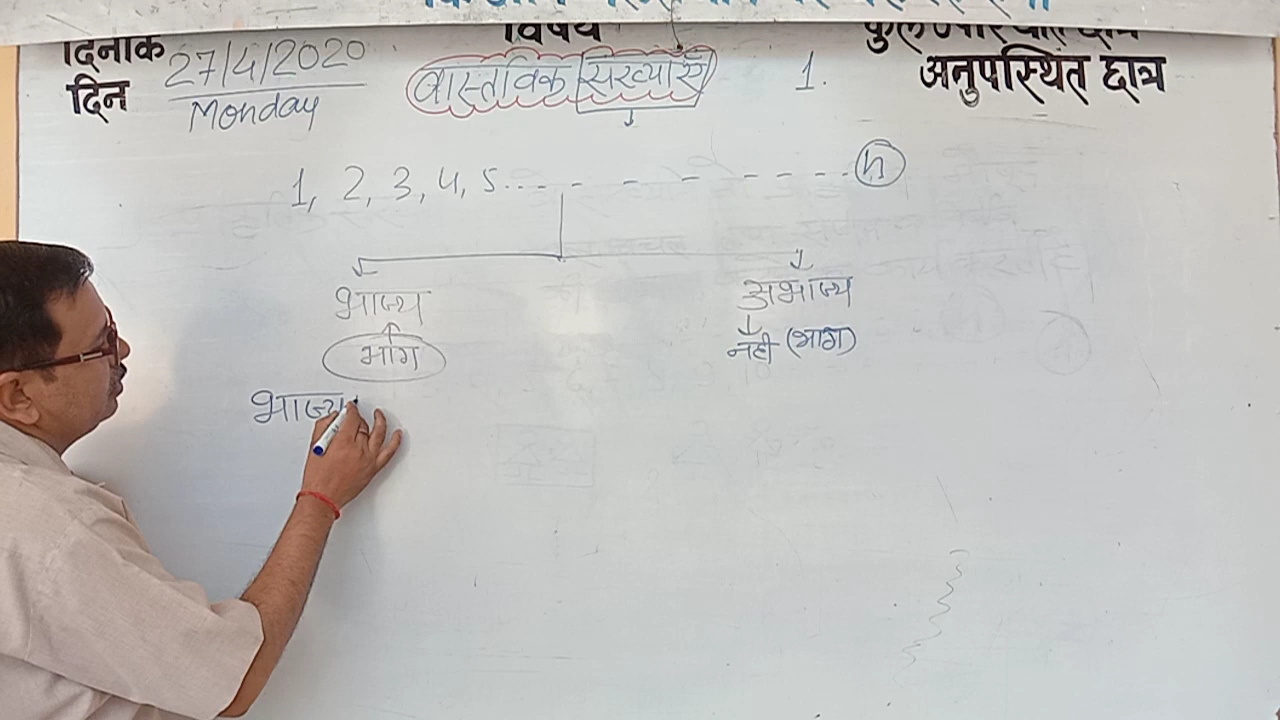 दिनांक 27/4/2020 विषय
दिन Monday वास्तविक संख्याएँ 1. अनुपस्थित छात्र
1, 2, 3, 4, 5... - - - - - - - - n
भाज्य अभाज्य
भाग नहीं (भाग)
भाज्य